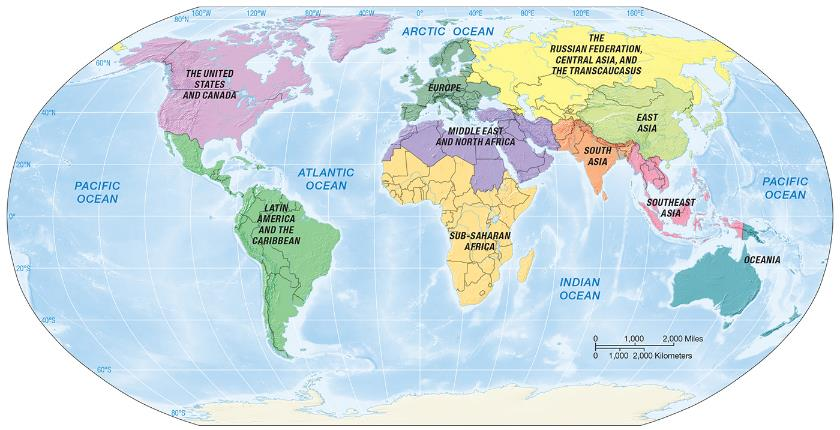 160°W 120°W 80°W 40°W 0° 40°E 80°E 120°E 160°E
80°N
ARCTIC OCEAN
THE
RUSSIAN FEDERATION,
CENTRAL ASIA, AND
THE TRANSCAUCASUS
60°N
THE UNITED
STATES
AND CANADA
EUROPE
40°N
EAST
ASIA
MIDDLE EAST
AND NORTH AFRICA
SOUTH
ASIA
20°N
ATLANTIC
OCEAN
PACIFIC
OCEAN
PACIFIC
OCEAN
SOUTHEAST
ASIA
LATIN
AMERICA
AND THE
CARIBBEAN
0°
SUB-SAHARAN
AFRICA
OCEANIA
20°S
INDIAN
OCEAN
40°S
0 1,000 2,000 Miles
0 1,000 2,000 Kilometers
60°S
80°S